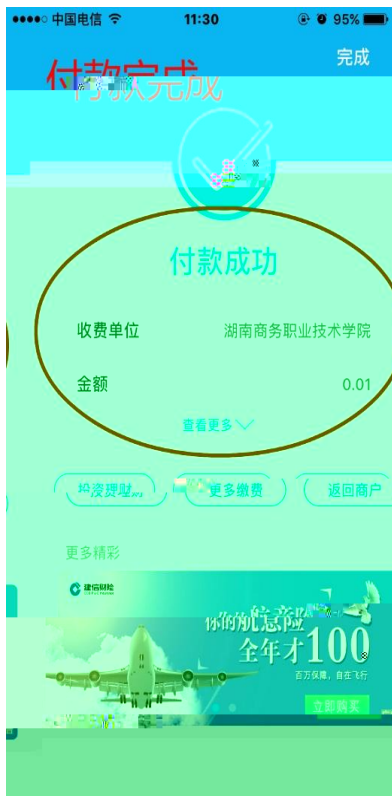 中国电信 11:30 95%
完成
付款完成
付款成功
收费单位 湖南商务职业技术学院
金额 0.01
查看更多
投资理财 更多缴费 返回商户
更多精彩
建信财险
你的航意险
全年才100
百万保障，自在飞行
立即购买